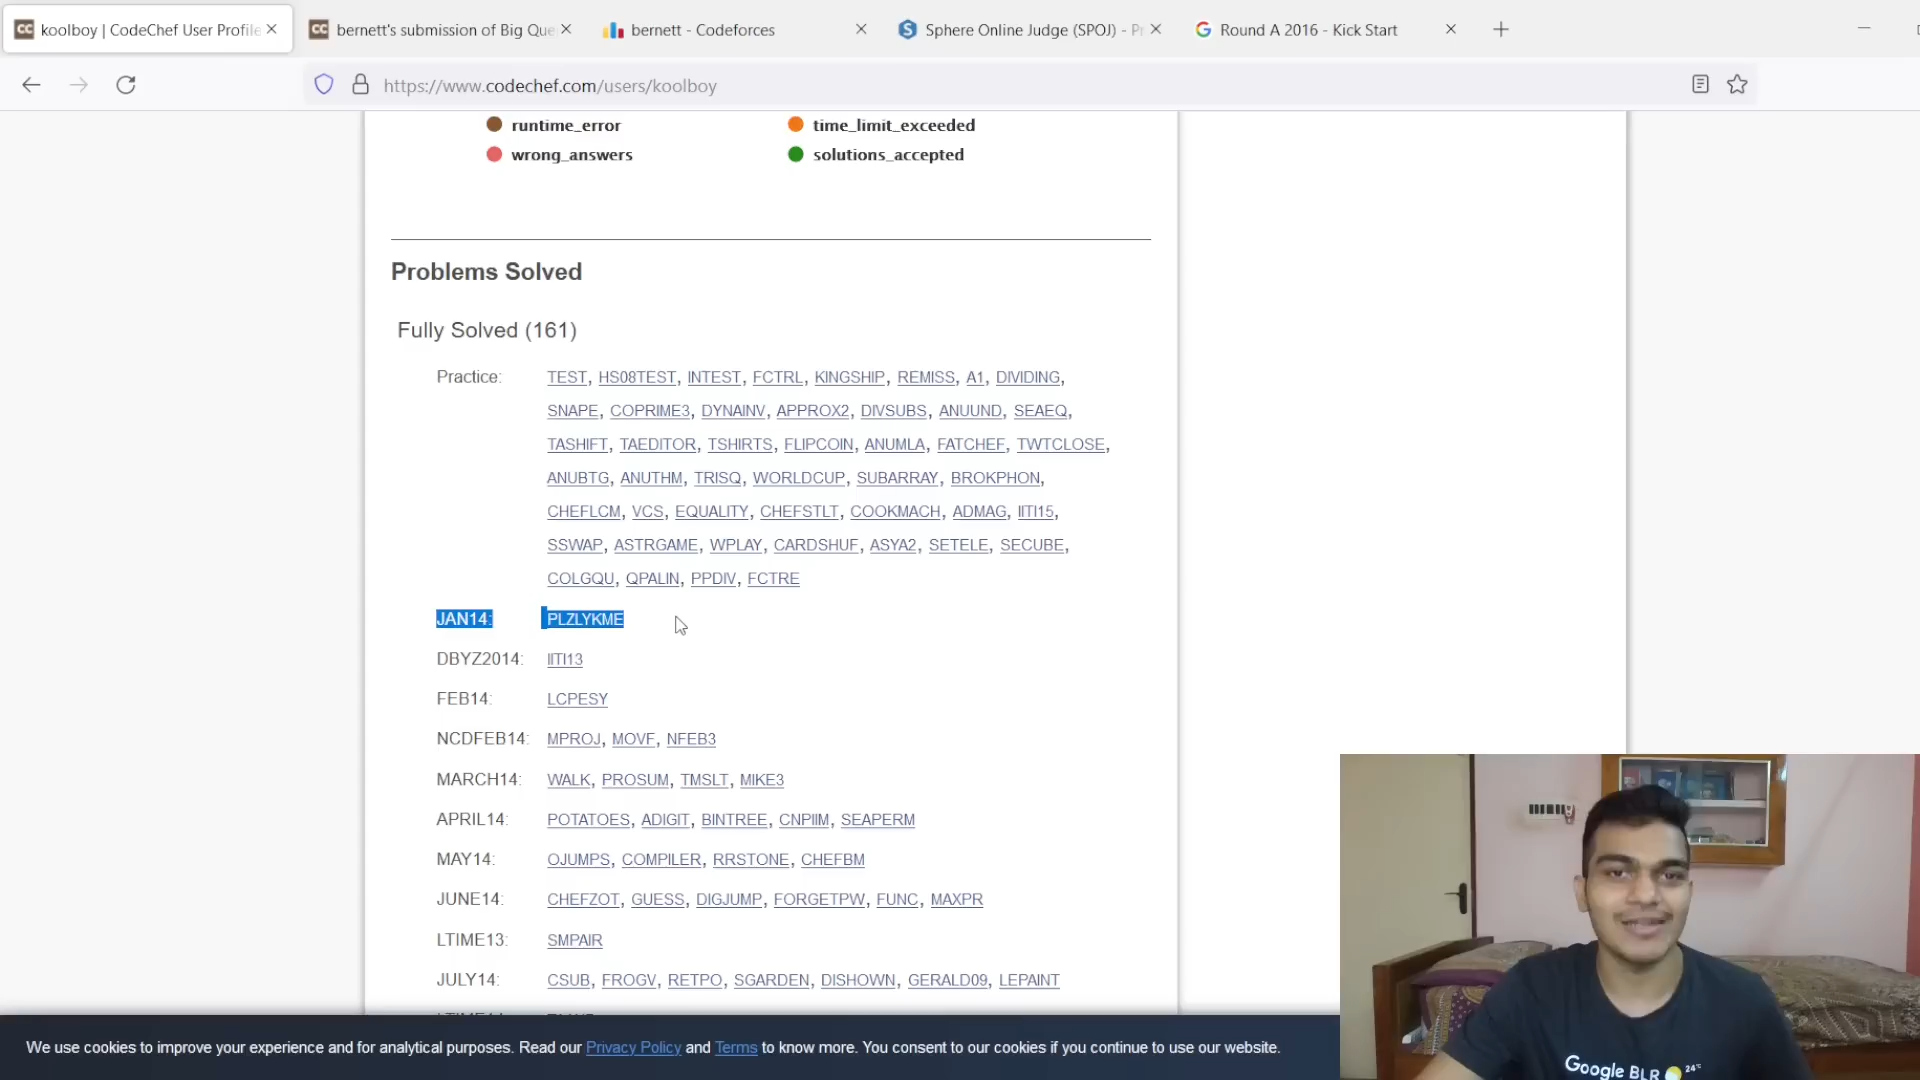 koolboy | CodeChef User Profile
bernett's submission of Big Que
bernett - Codeforces
Sphere Online Judge (SPOJ) - Pr
Round A 2016 - Kick Start
https://www.codechef.com/users/koolboy
runtime_error
time_limit_exceeded
wrong_answers
solutions_accepted
Problems Solved
Fully Solved (161)
Practice: TEST, HS08TEST, INTEST, FCTRL, KINGSHIP, REMISS, A1, DIVIDING,
SNAPE, COPRIME3, DYNAINV, APPROX2, DIVSUBS, ANUUND, SEAEQ,
TASHIFT, TAEDITOR, TSHIRTS, FLIPCOIN, ANUMLA, FATCHEF, TWTCLOSE,
ANUBTG, ANUTHM, TRISQ, WORLDCUP, SUBARRAY, BROKPHON,
CHEFLCM, VCS, EQUALITY, CHEFSTLT, COOKMACH, ADMAG, IITI15,
SSWAP, ASTRGAME, WPLAY, CARDSHUF, ASYA2, SETELE, SECUBE,
COLGQU, QPALIN, PPDIV, FCTRE
JAN14: PLZLYKME
DBYZ2014: IITI13
FEB14: LCPESY
NCDFEB14: MPROJ, MOVF, NFEB3
MARCH14: WALK, PROSUM, TMSLT, MIKE3
APRIL14: POTATOES, ADIGIT, BINTREE, CNPIIM, SEAPERM
MAY14: OJUMPS, COMPILER, RRSTONE, CHEFBM
JUNE14: CHEFZOT, GUESS, DIGJUMP, FORGETPW, FUNC, MAXPR
LTIME13: SMPAIR
JULY14: CSUB, FROGV, RETPO, SGARDEN, DISHOWN, GERALD09, LEPAINT
We use cookies to improve your experience and for analytical purposes. Read our Privacy Policy and Terms to know more. You consent to our cookies if you continue to use our website.
Google BLR 24°C